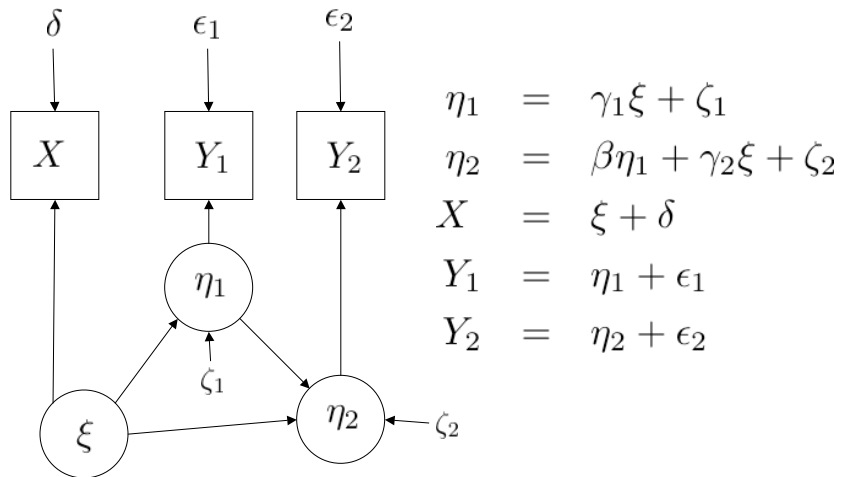 δ ϵ₁ ϵ₂
X Y₁ Y₂
η₁
ζ₁
ξ η₂ ζ₂
η₁ = γ₁ξ + ζ₁
η₂ = βη₁ + γ₂ξ + ζ₂
X = ξ + δ
Y₁ = η₁ + ϵ₁
Y₂ = η₂ + ϵ₂